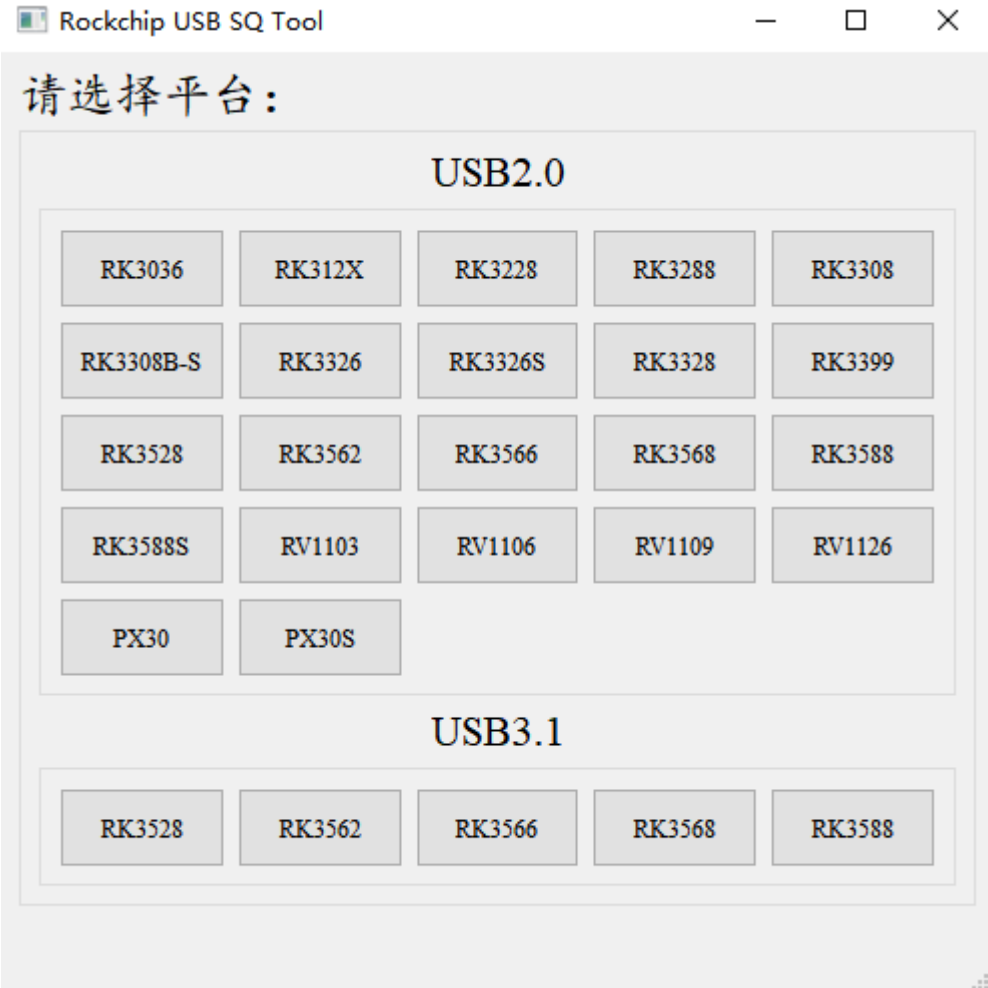 Rockchip USB SQ Tool
请选择平台：
USB2.0
RK3036 RK312X RK3228 RK3288 RK3308
RK3308B-S RK3326 RK3326S RK3328 RK3399
RK3528 RK3562 RK3566 RK3568 RK3588
RK3588S RV1103 RV1106 RV1109 RV1126
PX30 PX30S
USB3.1
RK3528 RK3562 RK3566 RK3568 RK3588